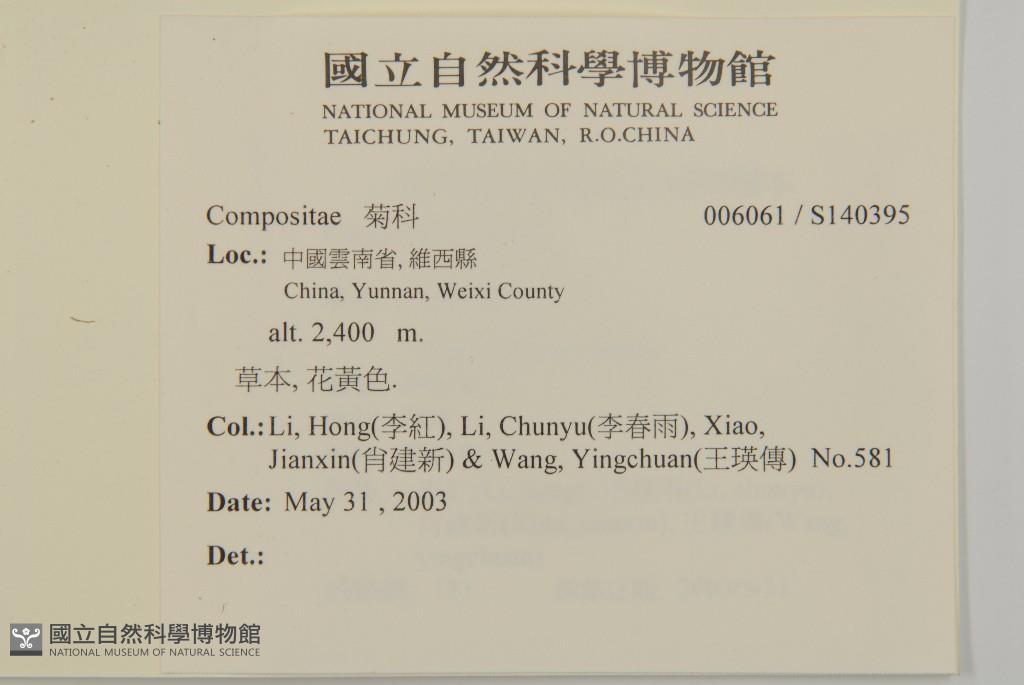 國立自然科學博物館
NATIONAL MUSEUM OF NATURAL SCIENCE
TAICHUNG, TAIWAN, R.O.CHINA
Compositae 菊科 006061 / S140395
Loc.: 中國雲南省, 維西縣
China, Yunnan, Weixi County
alt. 2,400 m.
草本, 花黃色.
Col.: Li, Hong(李紅), Li, Chunyu(李春雨), Xiao,
Jianxin(肖建新) & Wang, Yingchuan(王瑛傳) No.581
Date: May 31 , 2003
Det.:
國立自然科學博物館
NATIONAL MUSEUM OF NATURAL SCIENCE